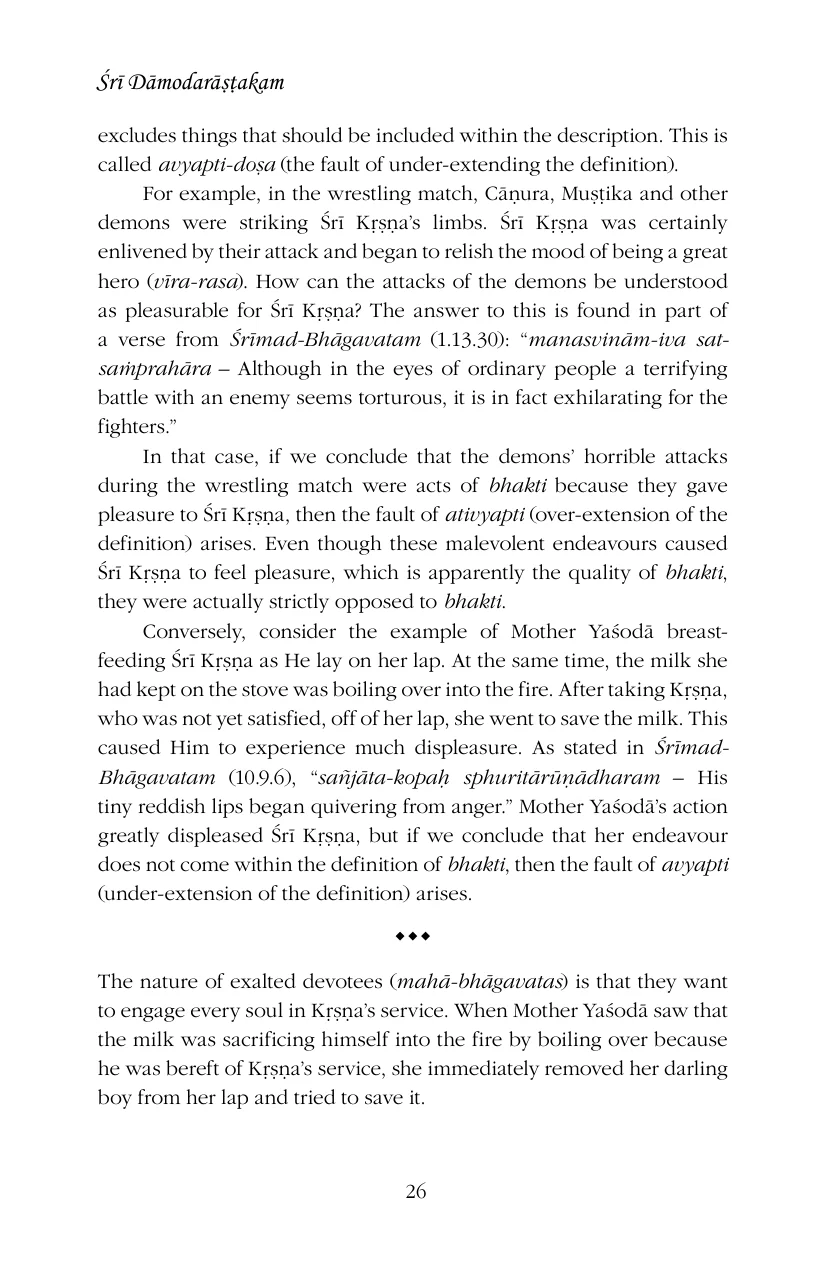 Śrī Dāmodarāṣṭakam
excludes things that should be included within the description. This is
called avyapti-doṣa (the fault of under-extending the definition).
For example, in the wrestling match, Cāṇura, Muṣṭika and other
demons were striking Śrī Kṛṣṇa’s limbs. Śrī Kṛṣṇa was certainly
enlivened by their attack and began to relish the mood of being a great
hero (vīra-rasa). How can the attacks of the demons be understood
as pleasurable for Śrī Kṛṣṇa? The answer to this is found in part of
a verse from Śrīmad-Bhāgavatam (1.13.30): “manasvinām-iva sat-
saṁprahāra – Although in the eyes of ordinary people a terrifying
battle with an enemy seems torturous, it is in fact exhilarating for the
fighters.”
In that case, if we conclude that the demons’ horrible attacks
during the wrestling match were acts of bhakti because they gave
pleasure to Śrī Kṛṣṇa, then the fault of ativyapti (over-extension of the
definition) arises. Even though these malevolent endeavours caused
Śrī Kṛṣṇa to feel pleasure, which is apparently the quality of bhakti,
they were actually strictly opposed to bhakti.
Conversely, consider the example of Mother Yaśodā breast-
feeding Śrī Kṛṣṇa as He lay on her lap. At the same time, the milk she
had kept on the stove was boiling over into the fire. After taking Kṛṣṇa,
who was not yet satisfied, off of her lap, she went to save the milk. This
caused Him to experience much displeasure. As stated in Śrīmad-
Bhāgavatam (10.9.6), “sañjāta-kopaḥ sphuritārūṇādharam – His
tiny reddish lips began quivering from anger.” Mother Yaśodā’s action
greatly displeased Śrī Kṛṣṇa, but if we conclude that her endeavour
does not come within the definition of bhakti, then the fault of avyapti
(under-extension of the definition) arises.
◆◆◆
The nature of exalted devotees (mahā-bhāgavatas) is that they want
to engage every soul in Kṛṣṇa’s service. When Mother Yaśodā saw that
the milk was sacrificing himself into the fire by boiling over because
he was bereft of Kṛṣṇa’s service, she immediately removed her darling
boy from her lap and tried to save it.
26